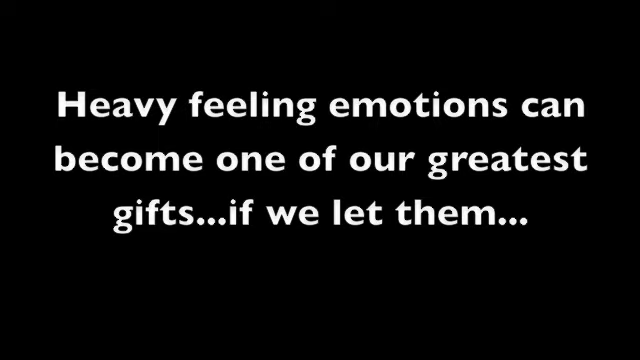 Heavy feeling emotions can
become one of our greatest
gifts...if we let them...